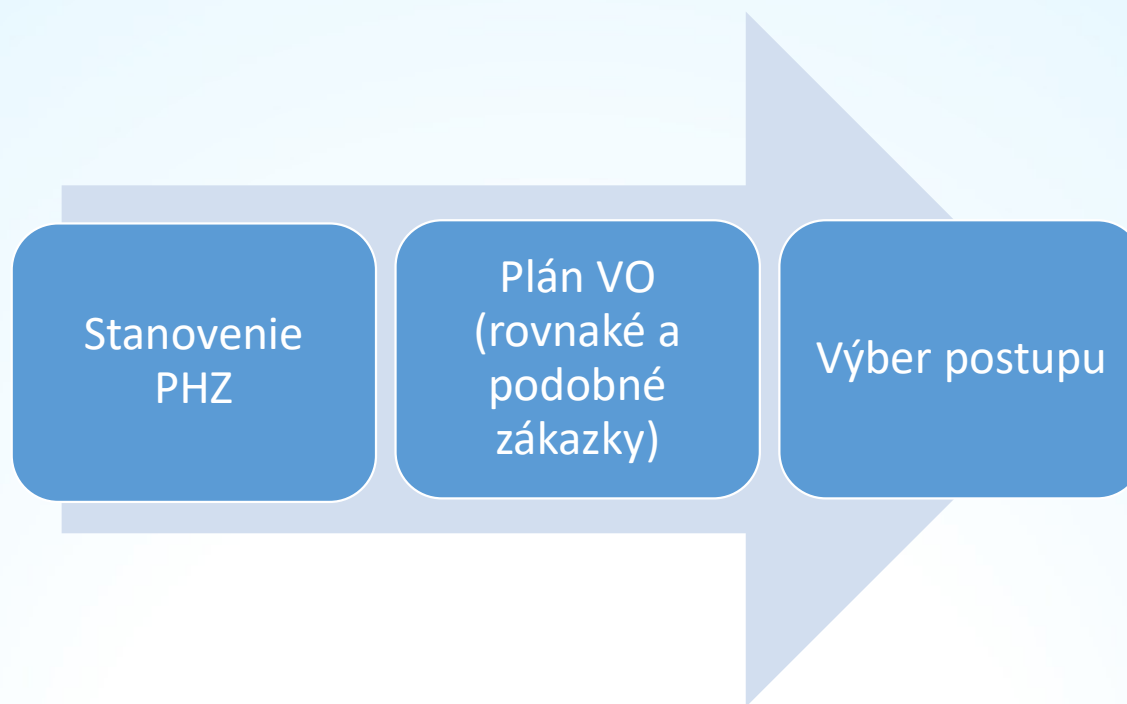 Stanovenie
PHZ
Plán VO
(rovnaké a
podobné
zákazky)
Výber postupu